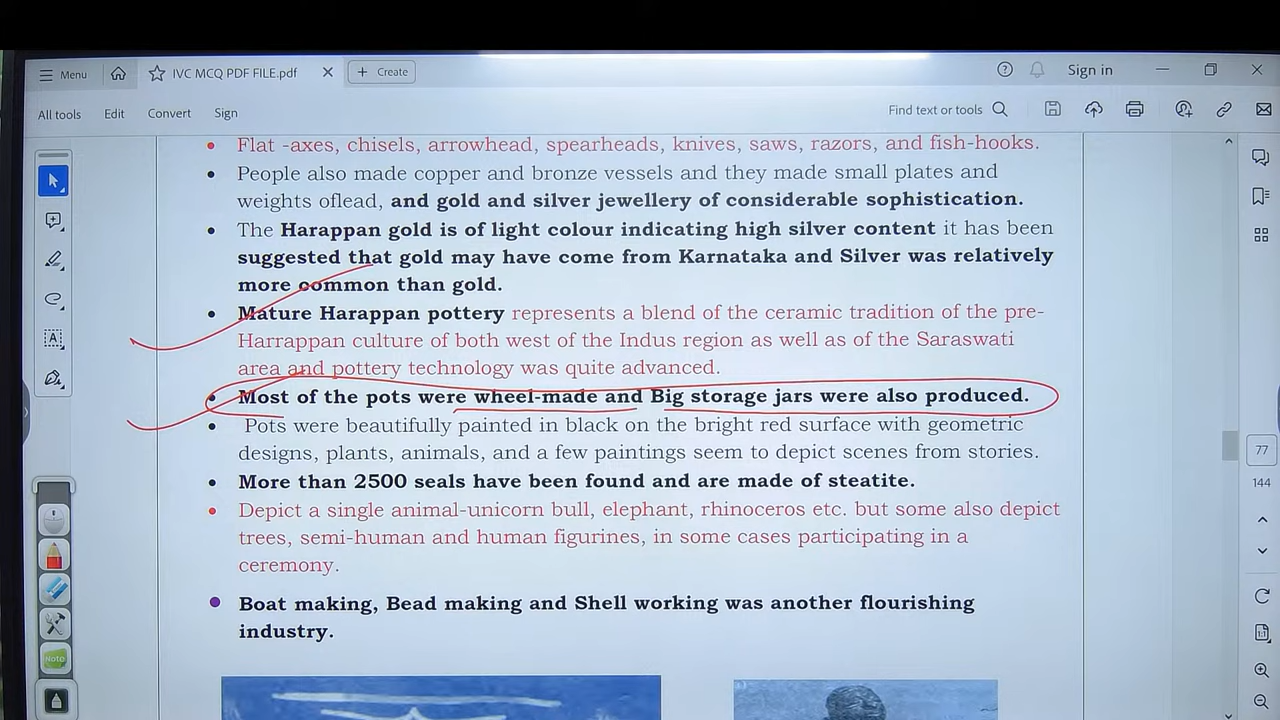 Menu
IVC MCQ PDF FILE.pdf
Create
Sign in
All tools
Edit
Convert
Sign
Find text or tools
• Flat -axes, chisels, arrowhead, spearheads, knives, saws, razors, and fish-hooks.
• People also made copper and bronze vessels and they made small plates and
weights oflead, and gold and silver jewellery of considerable sophistication.
• The Harappan gold is of light colour indicating high silver content it has been
suggested that gold may have come from Karnataka and Silver was relatively
more common than gold.
• Mature Harappan pottery represents a blend of the ceramic tradition of the pre-
Harrappan culture of both west of the Indus region as well as of the Saraswati
area and pottery technology was quite advanced.
• Most of the pots were wheel-made and Big storage jars were also produced.
• Pots were beautifully painted in black on the bright red surface with geometric
designs, plants, animals, and a few paintings seem to depict scenes from stories.
• More than 2500 seals have been found and are made of steatite.
• Depict a single animal-unicorn bull, elephant, rhinoceros etc. but some also depict
trees, semi-human and human figurines, in some cases participating in a
ceremony.
• Boat making, Bead making and Shell working was another flourishing
industry.
77
144
Note